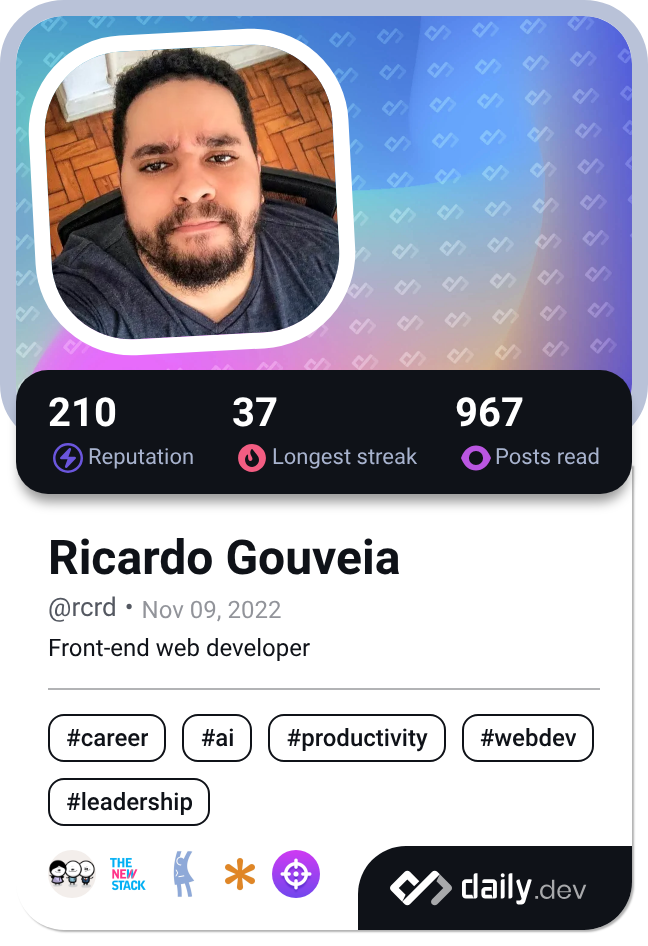 210 37 967
Reputation Longest streak Posts read
Ricardo Gouveia
@rcrd • Nov 09, 2022
Front-end web developer
#career #ai #productivity #webdev
#leadership
THE
NEW
STACK
daily.dev